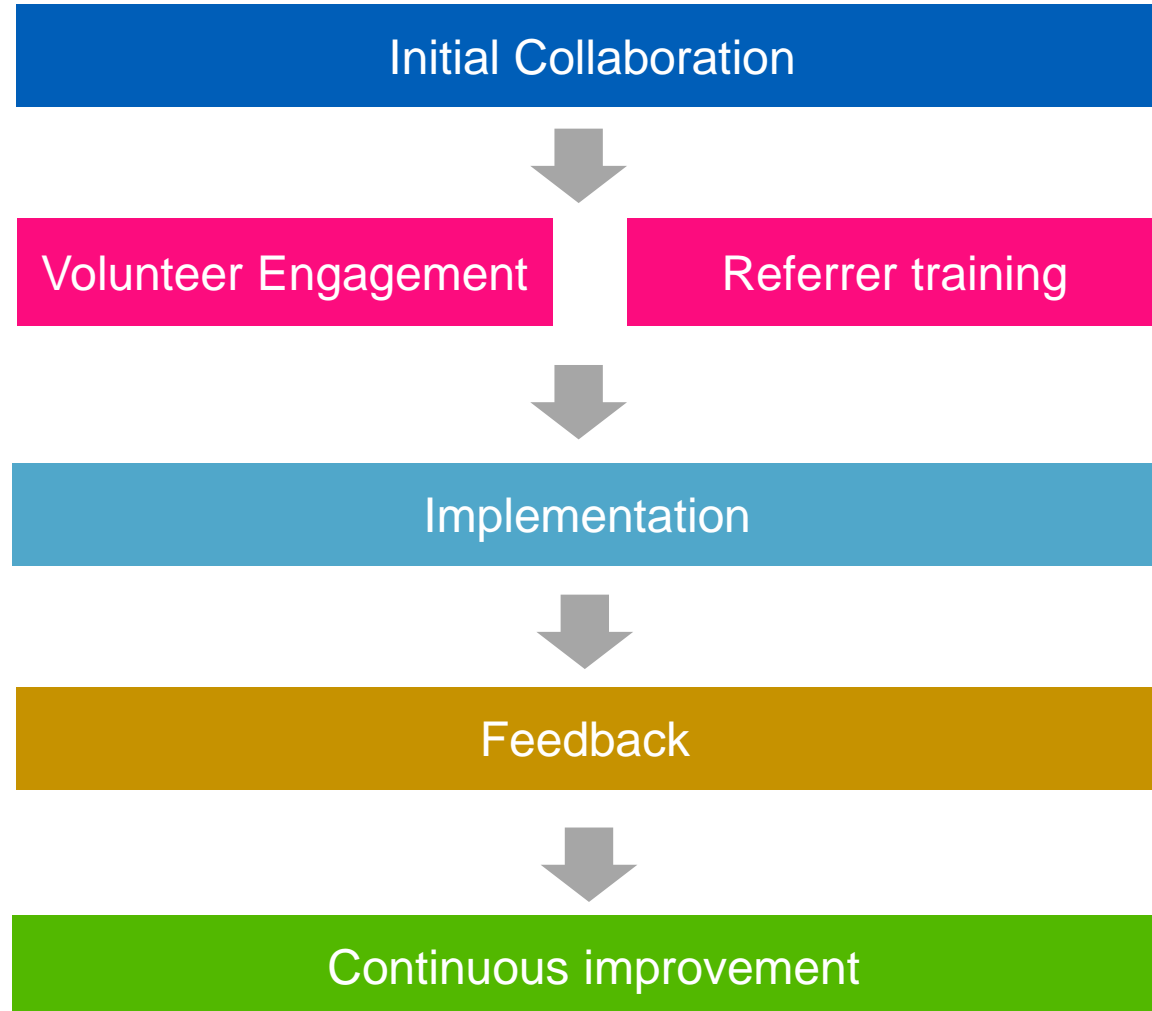 Initial Collaboration
Volunteer Engagement
Referrer training
Implementation
Feedback
Continuous improvement